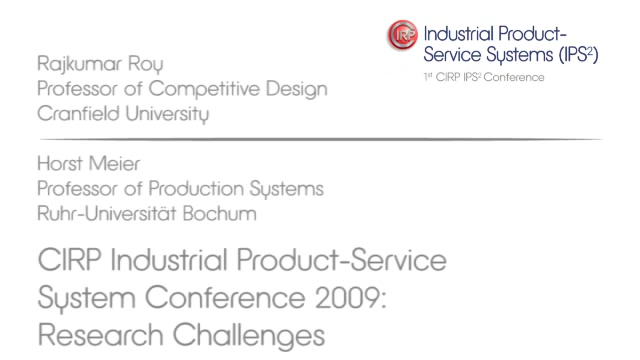 CIRP
Industrial Product-
Service Systems (IPS²)
1ˢᵗ CIRP IPS² Conference
Rajkumar Roy
Professor of Competitive Design
Cranfield University
Horst Meier
Professor of Production Systems
Ruhr-Universität Bochum
CIRP Industrial Product-Service
System Conference 2009:
Research Challenges